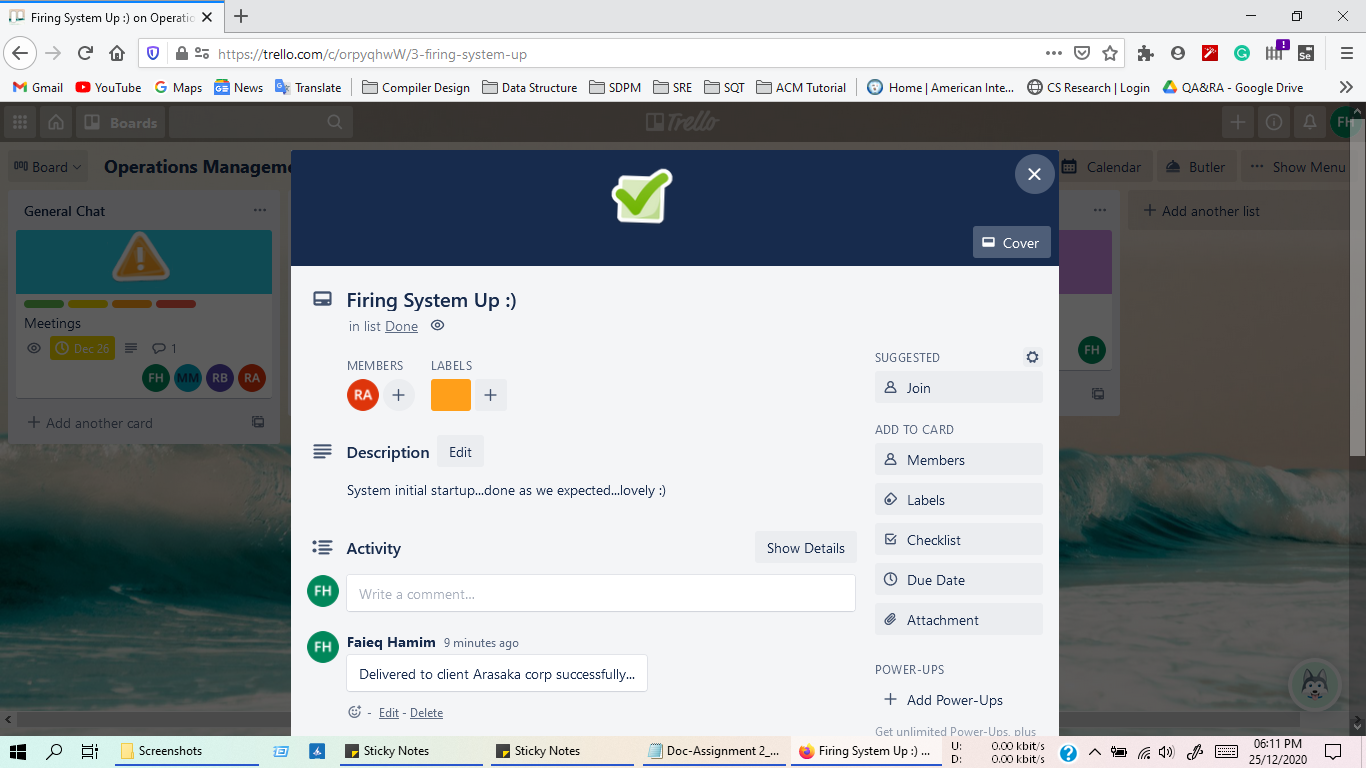 Firing System Up :) on Operatio
https://trello.com/c/orpyqhwW/3-firing-system-up
Gmail YouTube Maps News Translate Compiler Design Data Structure SDPM SRE SQT ACM Tutorial Home | American Inte... CS Research | Login QA&RA - Google Drive
Boards Trello FH
Board Operations Manageme Calendar Butler ... Show Menu
General Chat
Add another list
Cover
Meetings
Dec 26 1
FH MM RB RA
Add another card
FH
Firing System Up :)
in list Done
MEMBERS LABELS
RA
Description Edit
System initial startup...done as we expected...lovely :)
Activity Show Details
FH Write a comment...
FH Faieq Hamim 9 minutes ago
Delivered to client Arasaka corp successfully...
- Edit - Delete
SUGGESTED
Join
ADD TO CARD
Members
Labels
Checklist
Due Date
Attachment
POWER-UPS
Add Power-Ups
Get unlimited Power-Ups, plus
Screenshots Sticky Notes Sticky Notes Doc-Assignment 2_... Firing System Up :) ...
U: 0.00 kbit/s
D: 0.00 kbit/s
06:11 PM
25/12/2020